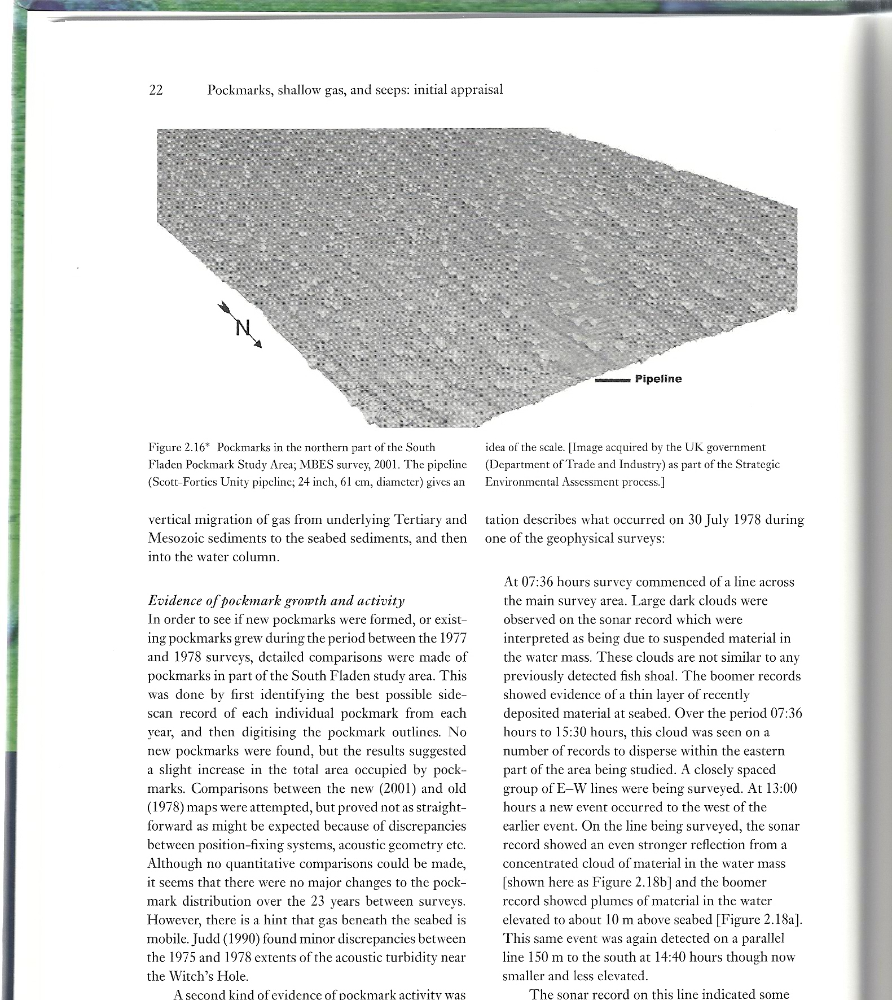 22 Pockmarks, shallow gas, and seeps: initial appraisal
N
Pipeline
Figure 2.16* Pockmarks in the northern part of the South
Fladen Pockmark Study Area; MBES survey, 2001. The pipeline
(Scott–Forties Unity pipeline; 24 inch, 61 cm, diameter) gives an
idea of the scale. [Image acquired by the UK government
(Department of Trade and Industry) as part of the Strategic
Environmental Assessment process.]
vertical migration of gas from underlying Tertiary and
Mesozoic sediments to the seabed sediments, and then
into the water column.
Evidence of pockmark growth and activity
In order to see if new pockmarks were formed, or exist-
ing pockmarks grew during the period between the 1977
and 1978 surveys, detailed comparisons were made of
pockmarks in part of the South Fladen study area. This
was done by first identifying the best possible side-
scan record of each individual pockmark from each
year, and then digitising the pockmark outlines. No
new pockmarks were found, but the results suggested
a slight increase in the total area occupied by pock-
marks. Comparisons between the new (2001) and old
(1978) maps were attempted, but proved not as straight-
forward as might be expected because of discrepancies
between position-fixing systems, acoustic geometry etc.
Although no quantitative comparisons could be made,
it seems that there were no major changes to the pock-
mark distribution over the 23 years between surveys.
However, there is a hint that gas beneath the seabed is
mobile. Judd (1990) found minor discrepancies between
the 1975 and 1978 extents of the acoustic turbidity near
the Witch's Hole.
A second kind of evidence of pockmark activity was
tation describes what occurred on 30 July 1978 during
one of the geophysical surveys:
At 07:36 hours survey commenced of a line across
the main survey area. Large dark clouds were
observed on the sonar record which were
interpreted as being due to suspended material in
the water mass. These clouds are not similar to any
previously detected fish shoal. The boomer records
showed evidence of a thin layer of recently
deposited material at seabed. Over the period 07:36
hours to 15:30 hours, this cloud was seen on a
number of records to disperse within the eastern
part of the area being studied. A closely spaced
group of E–W lines were being surveyed. At 13:00
hours a new event occurred to the west of the
earlier event. On the line being surveyed, the sonar
record showed an even stronger reflection from a
concentrated cloud of material in the water mass
[shown here as Figure 2.18b] and the boomer
record showed plumes of material in the water
elevated to about 10 m above seabed [Figure 2.18a].
This same event was again detected on a parallel
line 150 m to the south at 14:40 hours though now
smaller and less elevated.
The sonar record on this line indicated some